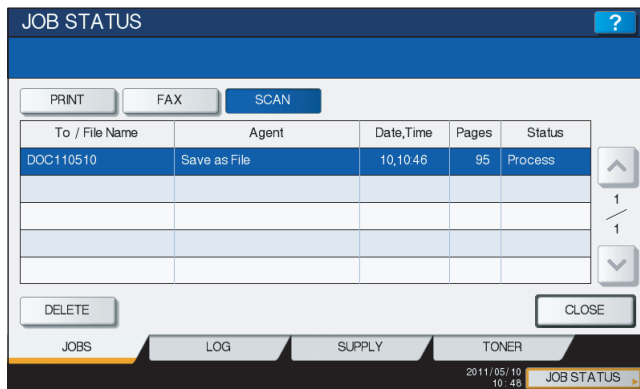 JOB STATUS ?
PRINT FAX SCAN
To / File Name Agent Date,Time Pages Status
DOC110510 Save as File 10,10:46 95 Process
1
1
DELETE CLOSE
JOBS LOG SUPPLY TONER
2011/05/10
10:48 JOB STATUS